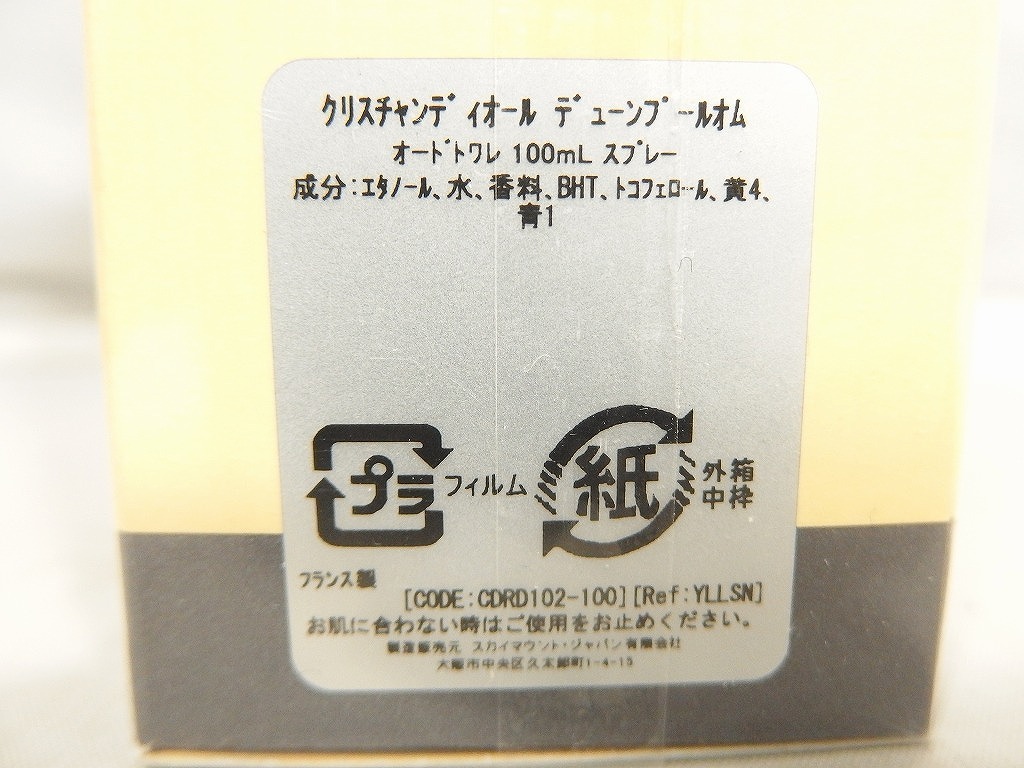 クリスチャンディオール デューンプールオム
オードトワレ 100mL スプレー
成分:エタノール、水、香料、BHT、トコフェロール、黄4、
青1
プラ フィルム
紙 外箱
中枠
フランス製
[CODE:CDRD102-100][Ref:YLLSN]
お肌に合わない時はご使用をお止めください。
製造販売元 スカイマウント・ジャパン有限会社
大阪市中央区久太郎町1-4-15